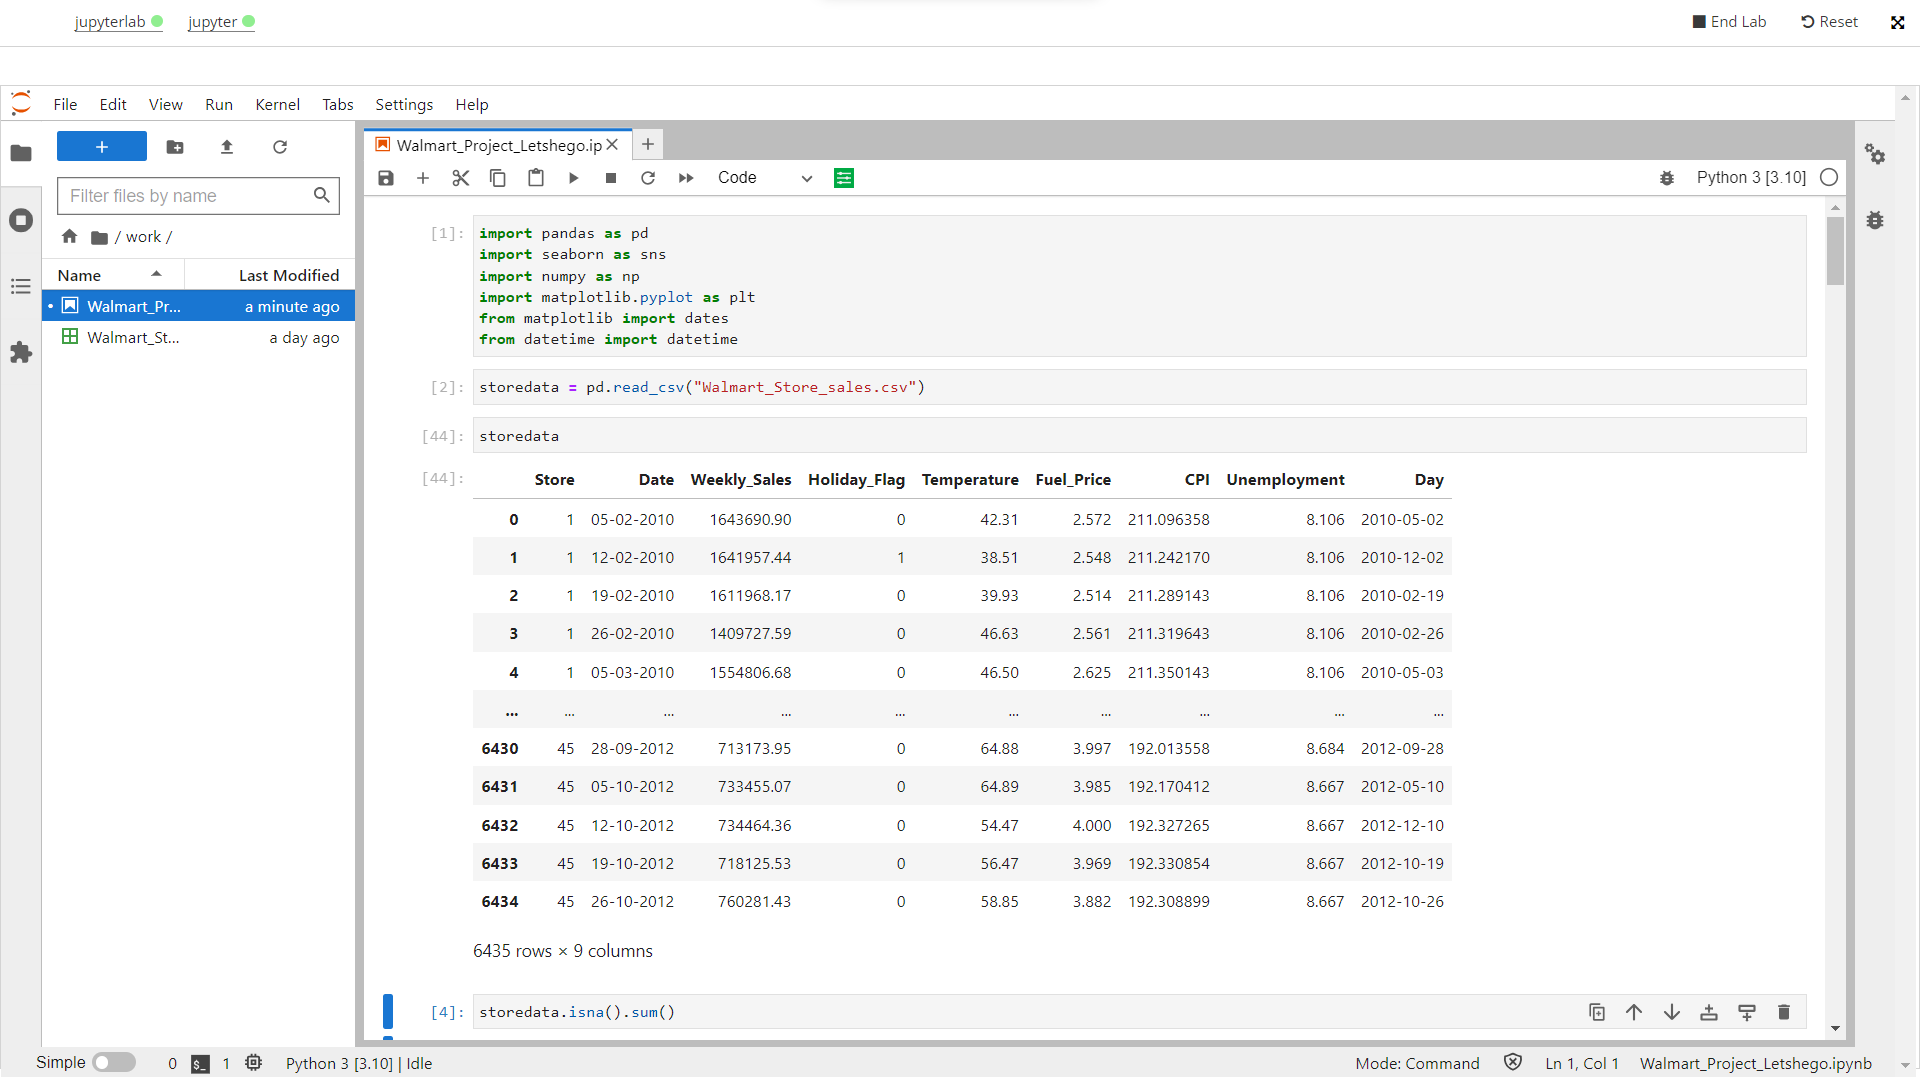 jupyterlab jupyter End Lab Reset
File Edit View Run Kernel Tabs Settings Help
Walmart_Project_Letshego.ip
Code Python 3 [3.10]
Filter files by name
/ work /
Name Last Modified
Walmart_Pr... a minute ago
Walmart_St... a day ago
[1]: import pandas as pd
import seaborn as sns
import numpy as np
import matplotlib.pyplot as plt
from matplotlib import dates
from datetime import datetime
[2]: storedata = pd.read_csv("Walmart_Store_sales.csv")
[44]: storedata
[44]: Store Date Weekly_Sales Holiday_Flag Temperature Fuel_Price CPI Unemployment Day
0 1 05-02-2010 1643690.90 0 42.31 2.572 211.096358 8.106 2010-05-02
1 1 12-02-2010 1641957.44 1 38.51 2.548 211.242170 8.106 2010-12-02
2 1 19-02-2010 1611968.17 0 39.93 2.514 211.289143 8.106 2010-02-19
3 1 26-02-2010 1409727.59 0 46.63 2.561 211.319643 8.106 2010-02-26
4 1 05-03-2010 1554806.68 0 46.50 2.625 211.350143 8.106 2010-05-03
... ... ... ... ... ... ... ... ... ...
6430 45 28-09-2012 713173.95 0 64.88 3.997 192.013558 8.684 2012-09-28
6431 45 05-10-2012 733455.07 0 64.89 3.985 192.170412 8.667 2012-05-10
6432 45 12-10-2012 734464.36 0 54.47 4.000 192.327265 8.667 2012-12-10
6433 45 19-10-2012 718125.53 0 56.47 3.969 192.330854 8.667 2012-10-19
6434 45 26-10-2012 760281.43 0 58.85 3.882 192.308899 8.667 2012-10-26
6435 rows × 9 columns
[4]: storedata.isna().sum()
Simple 0 $_ 1 Python 3 [3.10] | Idle Mode: Command Ln 1, Col 1 Walmart_Project_Letshego.ipynb